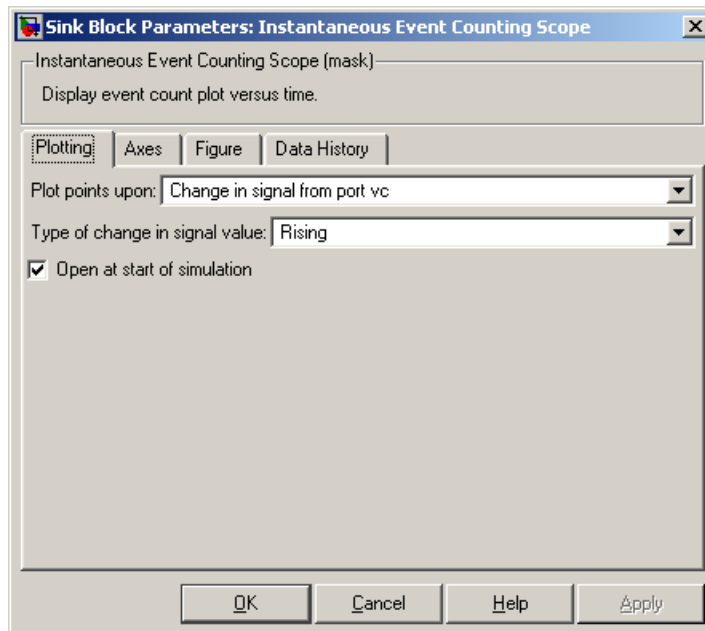 Sink Block Parameters: Instantaneous Event Counting Scope
Instantaneous Event Counting Scope (mask)
Display event count plot versus time.
Plotting Axes Figure Data History
Plot points upon: Change in signal from port vc
Type of change in signal value: Rising
Open at start of simulation
OK Cancel Help Apply